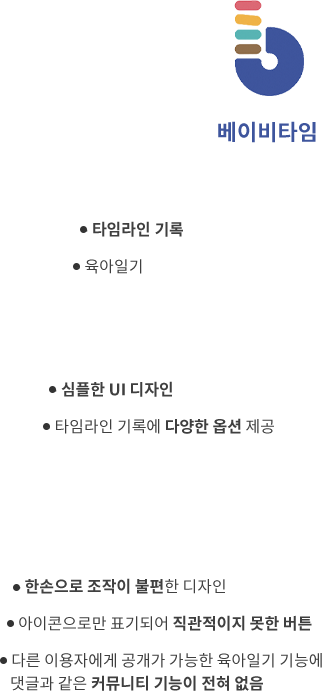 베이비타임
● 타임라인 기록
● 육아일기
● 심플한 UI 디자인
● 타임라인 기록에 다양한 옵션 제공
● 한손으로 조작이 불편한 디자인
● 아이콘으로만 표기되어 직관적이지 못한 버튼
● 다른 이용자에게 공개가 가능한 육아일기 기능에
댓글과 같은 커뮤니티 기능이 전혀 없음